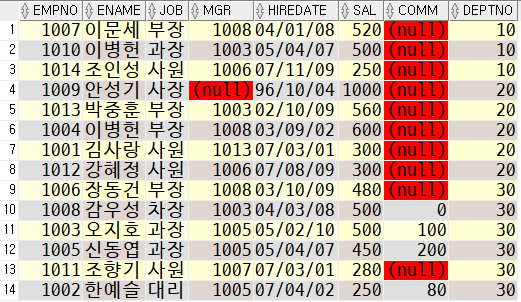 EMPNO ENAME JOB MGR HIREDATE SAL COMM DEPTNO
1 1007 이문세 부장 1008 04/01/08 520 (null) 10
2 1010 이병헌 과장 1003 05/04/07 500 (null) 10
3 1014 조인성 사원 1006 07/11/09 250 (null) 10
4 1009 안성기 사장 (null) 96/10/04 1000 (null) 20
5 1013 박중훈 부장 1003 02/10/09 560 (null) 20
6 1004 이병헌 부장 1008 03/09/02 600 (null) 20
7 1001 김사랑 사원 1013 07/03/01 300 (null) 20
8 1012 강혜정 사원 1006 07/08/09 300 (null) 20
9 1006 장동건 부장 1008 03/10/09 480 (null) 30
10 1008 감우성 차장 1003 04/03/08 500 0 30
11 1003 오지호 과장 1005 05/02/10 500 100 30
12 1005 신동엽 과장 1005 05/04/07 450 200 30
13 1011 조향기 사원 1007 07/03/01 280 (null) 30
14 1002 한예슬 대리 1005 07/04/02 250 80 30